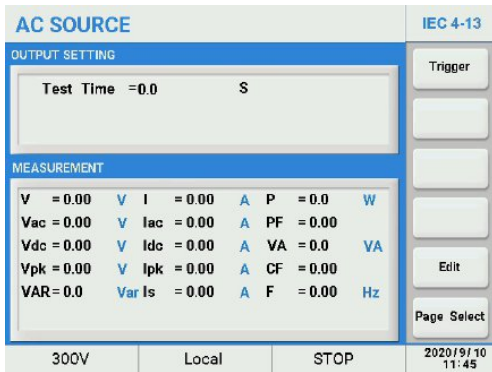 AC SOURCE
IEC 4-13
OUTPUT SETTING
Test Time =0.0 S
Trigger
MEASUREMENT
V = 0.00 V I = 0.00 A P = 0.0 W
Vac = 0.00 V Iac = 0.00 A PF = 0.00
Vdc = 0.00 V Idc = 0.00 A VA = 0.0 VA
Vpk = 0.00 V Ipk = 0.00 A CF = 0.00
VAR= 0.0 Var Is = 0.00 A F = 0.00 Hz
Edit
Page Select
300V Local STOP
2020/9/10
11:45